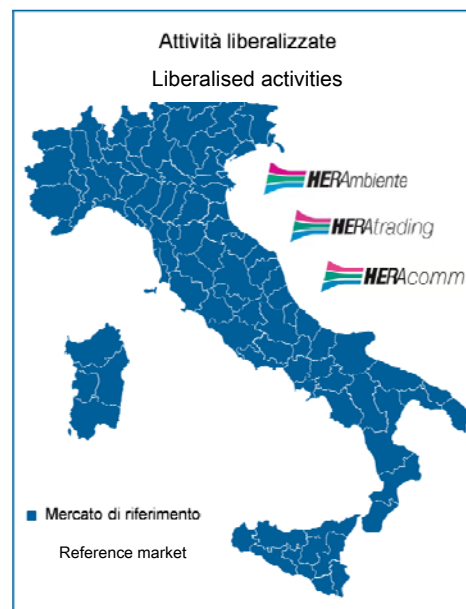 Attività liberalizzate
Liberalised activities
HERAmbiente
HERAtrading
HERAcomm
Mercato di riferimento
Reference market